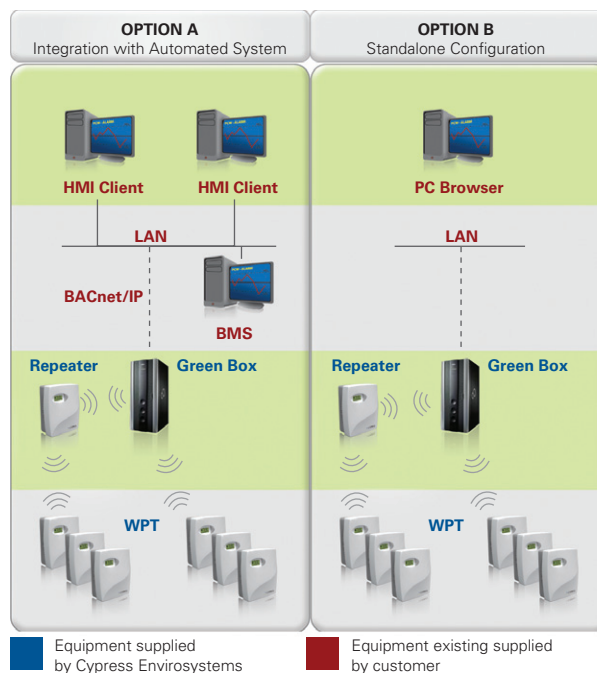 OPTION A
Integration with Automated System
OPTION B
Standalone Configuration
HMI Client
HMI Client
PC Browser
LAN
LAN
BACnet/IP
BMS
Repeater
Green Box
Repeater
Green Box
WPT
WPT
Equipment supplied
by Cypress Envirosystems
Equipment existing supplied
by customer